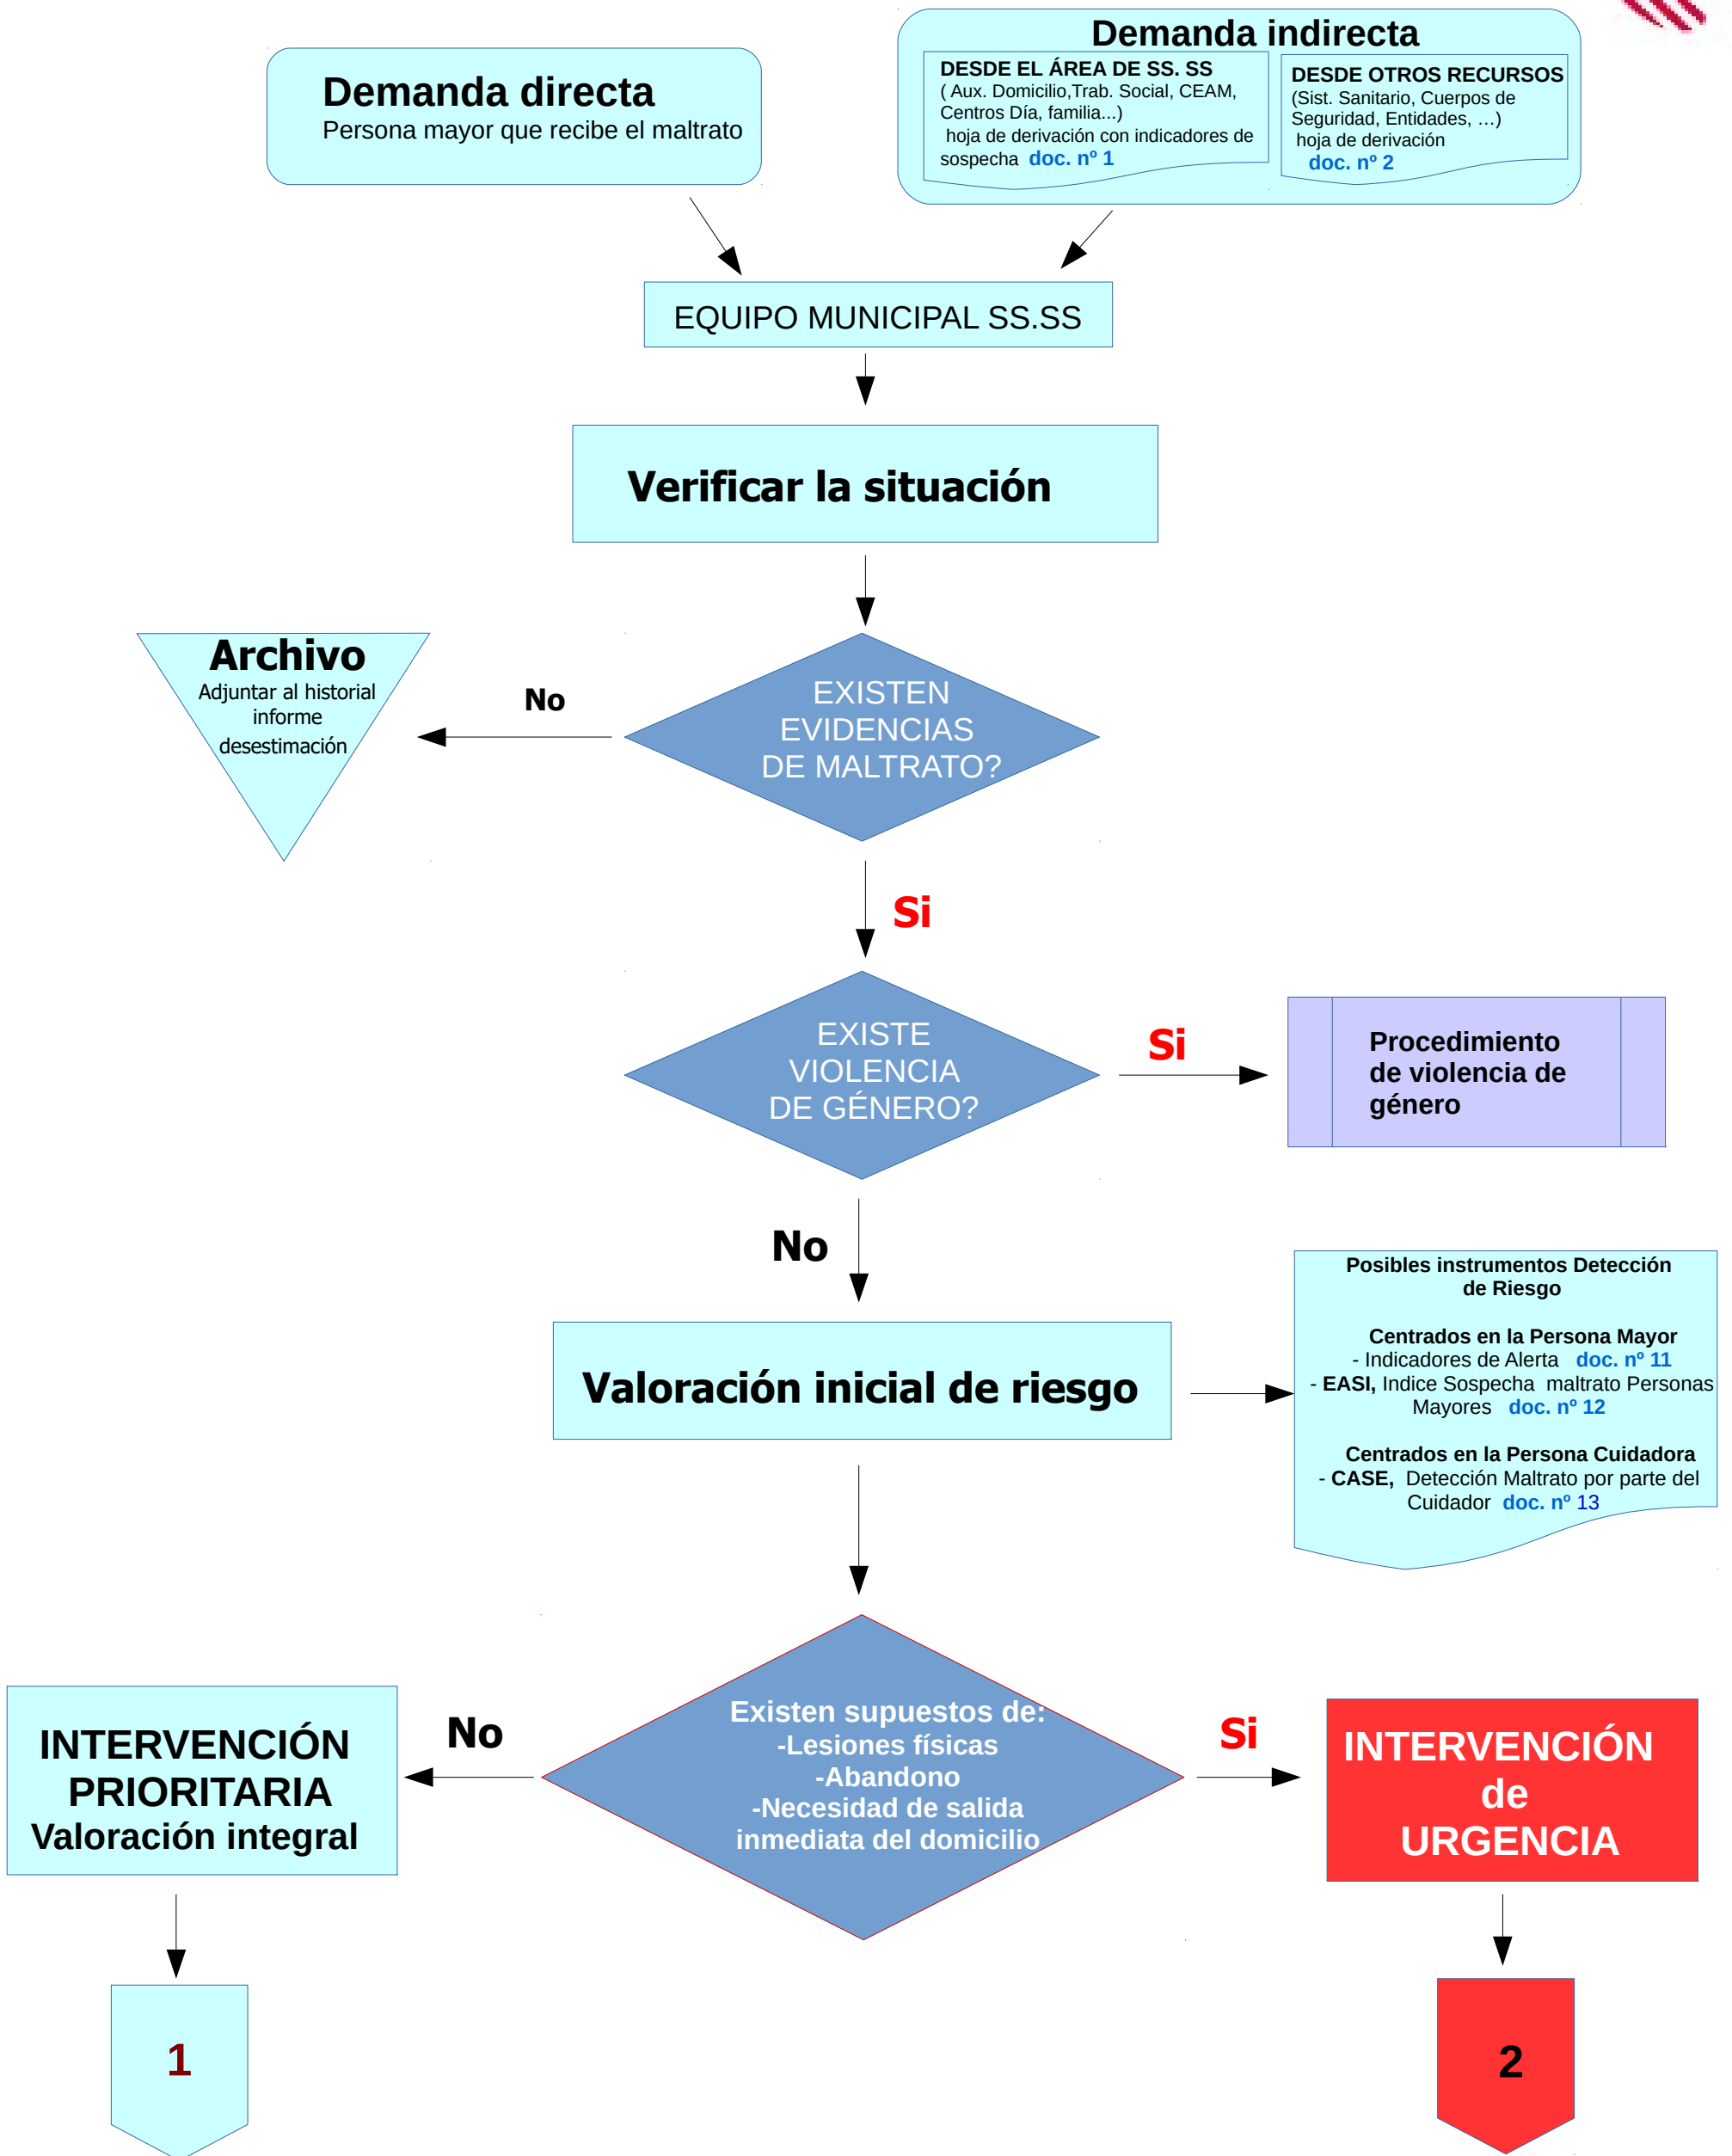 Demanda directa
Persona mayor que recibe el maltrato
Demanda indirecta
DESDE EL ÁREA DE SS. SS
( Aux. Domicilio,Trab. Social, CEAM,
Centros Día, familia...)
hoja de derivación con indicadores de
sospecha doc. nº 1
DESDE OTROS RECURSOS
(Sist. Sanitario, Cuerpos de
Seguridad, Entidades, …)
hoja de derivación
doc. nº 2
EQUIPO MUNICIPAL SS.SS
Verificar la situación
Archivo
Adjuntar al historial
informe
desestimación
No
EXISTEN
EVIDENCIAS
DE MALTRATO?
Si
EXISTE
VIOLENCIA
DE GÉNERO?
Si
Procedimiento
de violencia de
género
No
Valoración inicial de riesgo
Posibles instrumentos Detección
de Riesgo
Centrados en la Persona Mayor
- Indicadores de Alerta doc. nº 11
- EASI, Indice Sospecha maltrato Personas
Mayores doc. nº 12
Centrados en la Persona Cuidadora
- CASE, Detección Maltrato por parte del
Cuidador doc. nº 13
INTERVENCIÓN
PRIORITARIA
Valoración integral
No
Existen supuestos de:
-Lesiones físicas
-Abandono
-Necesidad de salida
inmediata del domicilio
Si
INTERVENCIÓN
de
URGENCIA
1
2